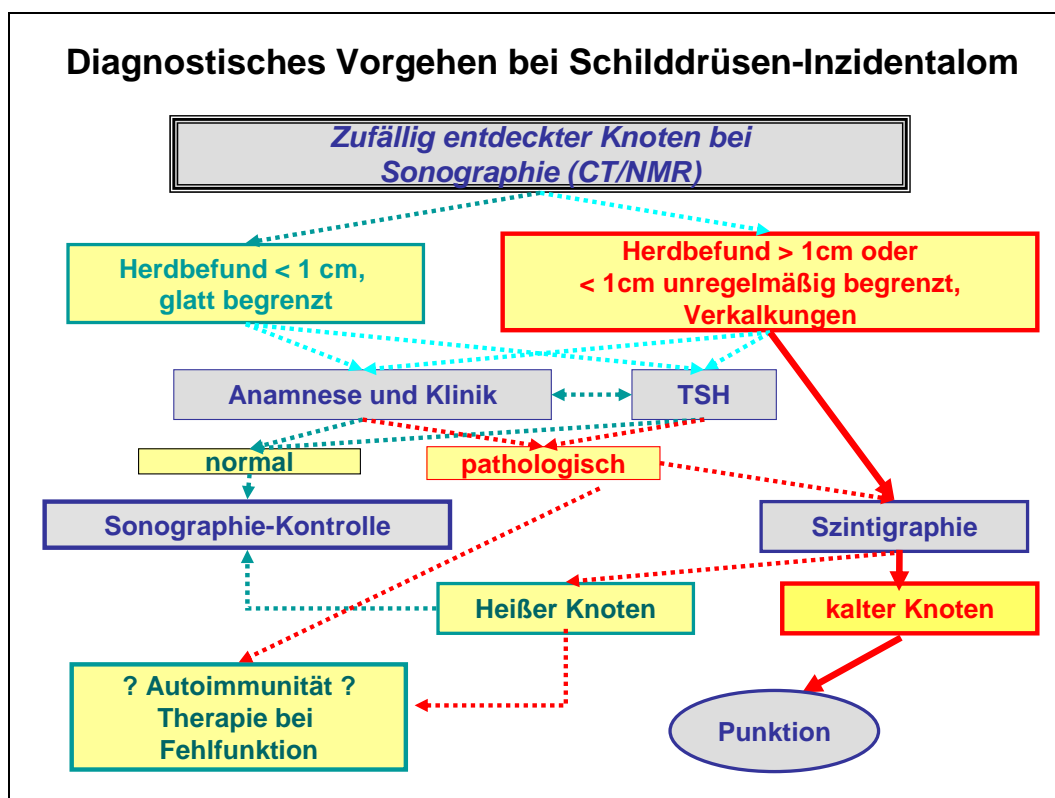 Diagnostisches Vorgehen bei Schilddrüsen-Inzidentalom
Zufällig entdeckter Knoten bei
Sonographie (CT/NMR)
Herdbefund < 1 cm,
glatt begrenzt
Herdbefund > 1cm oder
< 1cm unregelmäßig begrenzt,
Verkalkungen
Anamnese und Klinik
TSH
normal
pathologisch
Sonographie-Kontrolle
Szintigraphie
Heißer Knoten
kalter Knoten
? Autoimmunität ?
Therapie bei
Fehlfunktion
Punktion